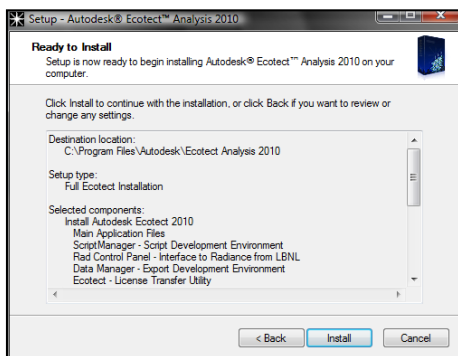 Setup - Autodesk® Ecotect™ Analysis 2010
Ready to Install
Setup is now ready to begin installing Autodesk® Ecotect™ Analysis 2010 on your
computer.
Click Install to continue with the installation, or click Back if you want to review or
change any settings.
Destination location:
C:\Program Files\Autodesk\Ecotect Analysis 2010
Setup type:
Full Ecotect Installation
Selected components:
Install Autodesk Ecotect 2010
Main Application Files
ScriptManager - Script Development Environment
Rad Control Panel - Interface to Radiance from LBNL
Data Manager - Export Development Environment
Ecotect - License Transfer Utility
< Back Install Cancel